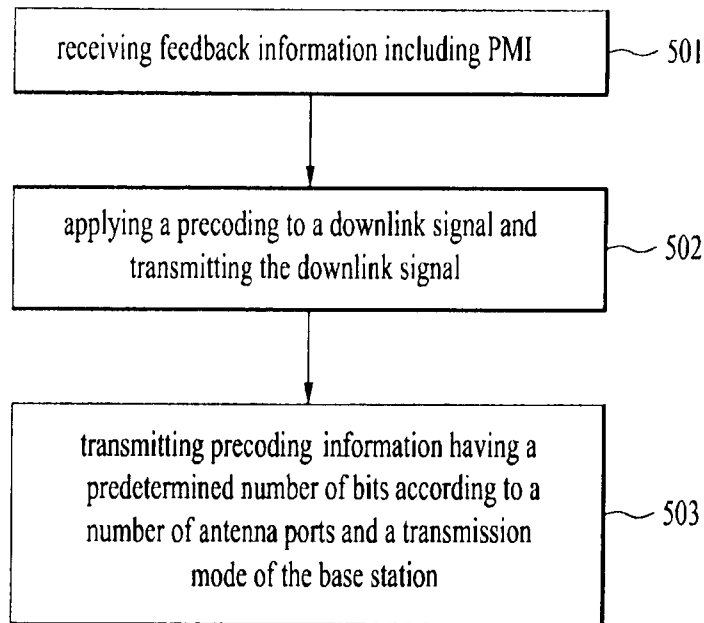 receiving feedback information including PMI
501
applying a precoding to a downlink signal and
transmitting the downlink signal
502
transmitting precoding information having a
predetermined number of bits according to a
number of antenna ports and a transmission
mode of the base station
503